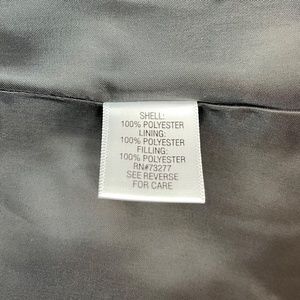 SHELL:
100% POLYESTER
LINING:
100% POLYESTER
FILLING:
100% POLYESTER
RN#73277
SEE REVERSE
FOR CARE